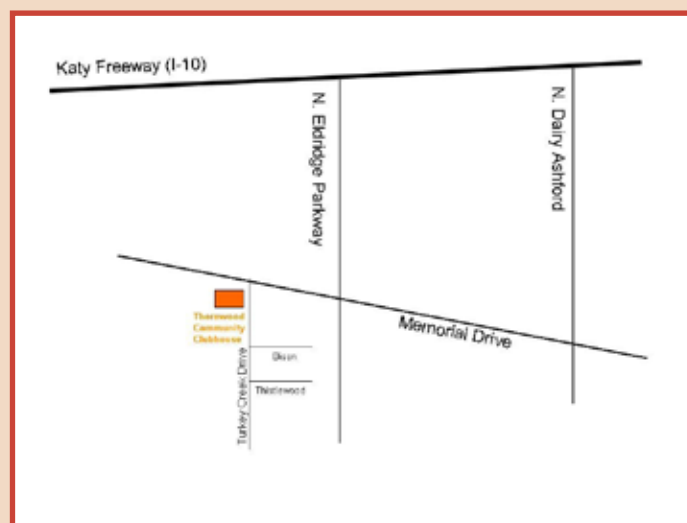 Katy Freeway (I-10)
N. Eldridge Parkway
N. Dairy Ashford
Memorial Drive
Thornwood
Community
Clubhouse
Turkey Creek Drive
Thistlewood